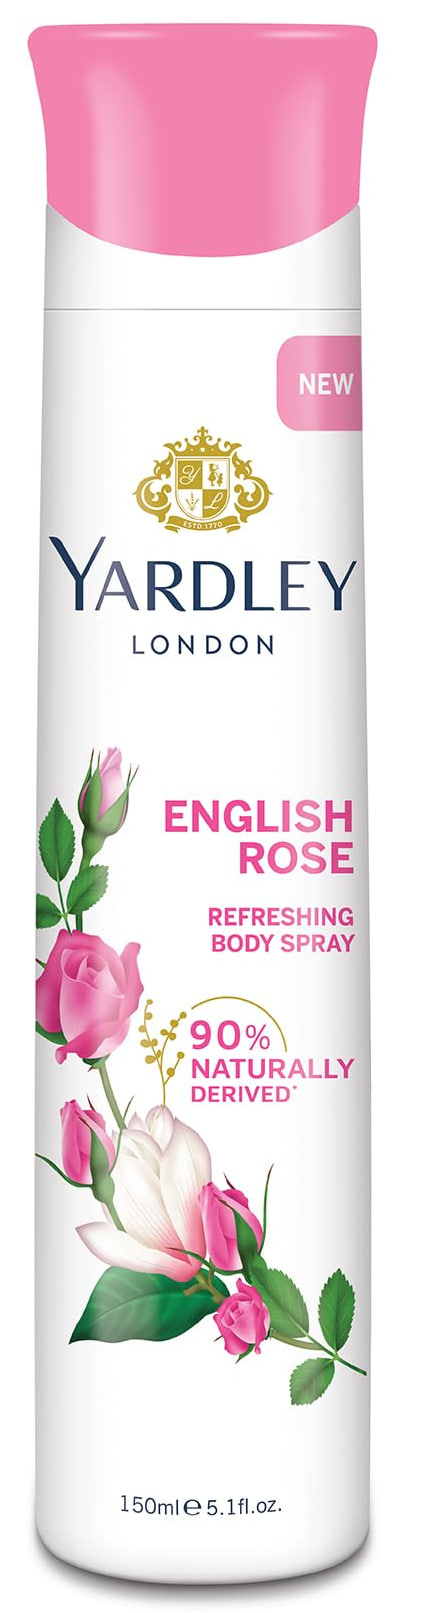 NEW
Y
L
ESTD.1770
YARDLEY
LONDON
ENGLISH
ROSE
REFRESHING
BODY SPRAY
90%
NATURALLY
DERIVED*
150ml℮5.1fl.oz.